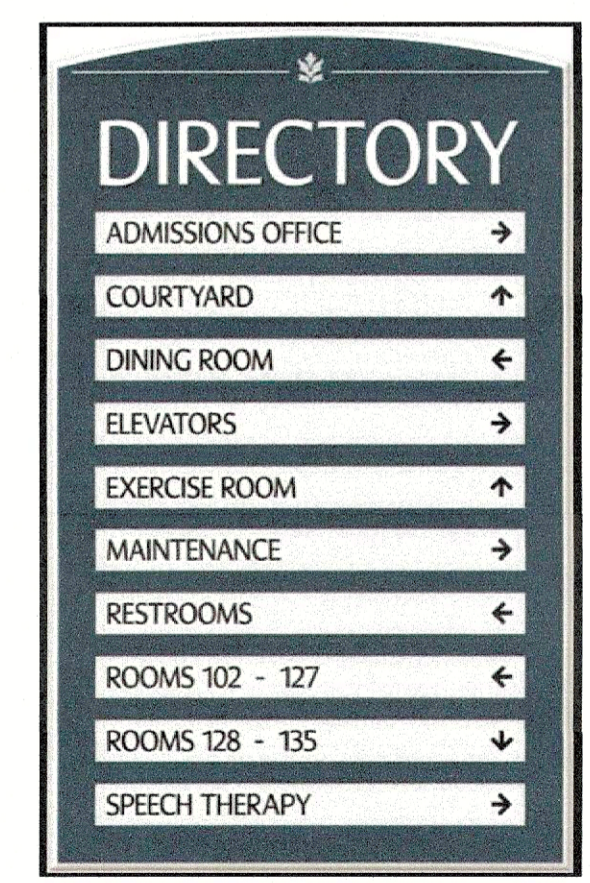 DIRECTORY
ADMISSIONS OFFICE →
COURTYARD ↑
DINING ROOM ←
ELEVATORS →
EXERCISE ROOM ↑
MAINTENANCE →
RESTROOMS ←
ROOMS 102 - 127 ←
ROOMS 128 - 135 ↓
SPEECH THERAPY →